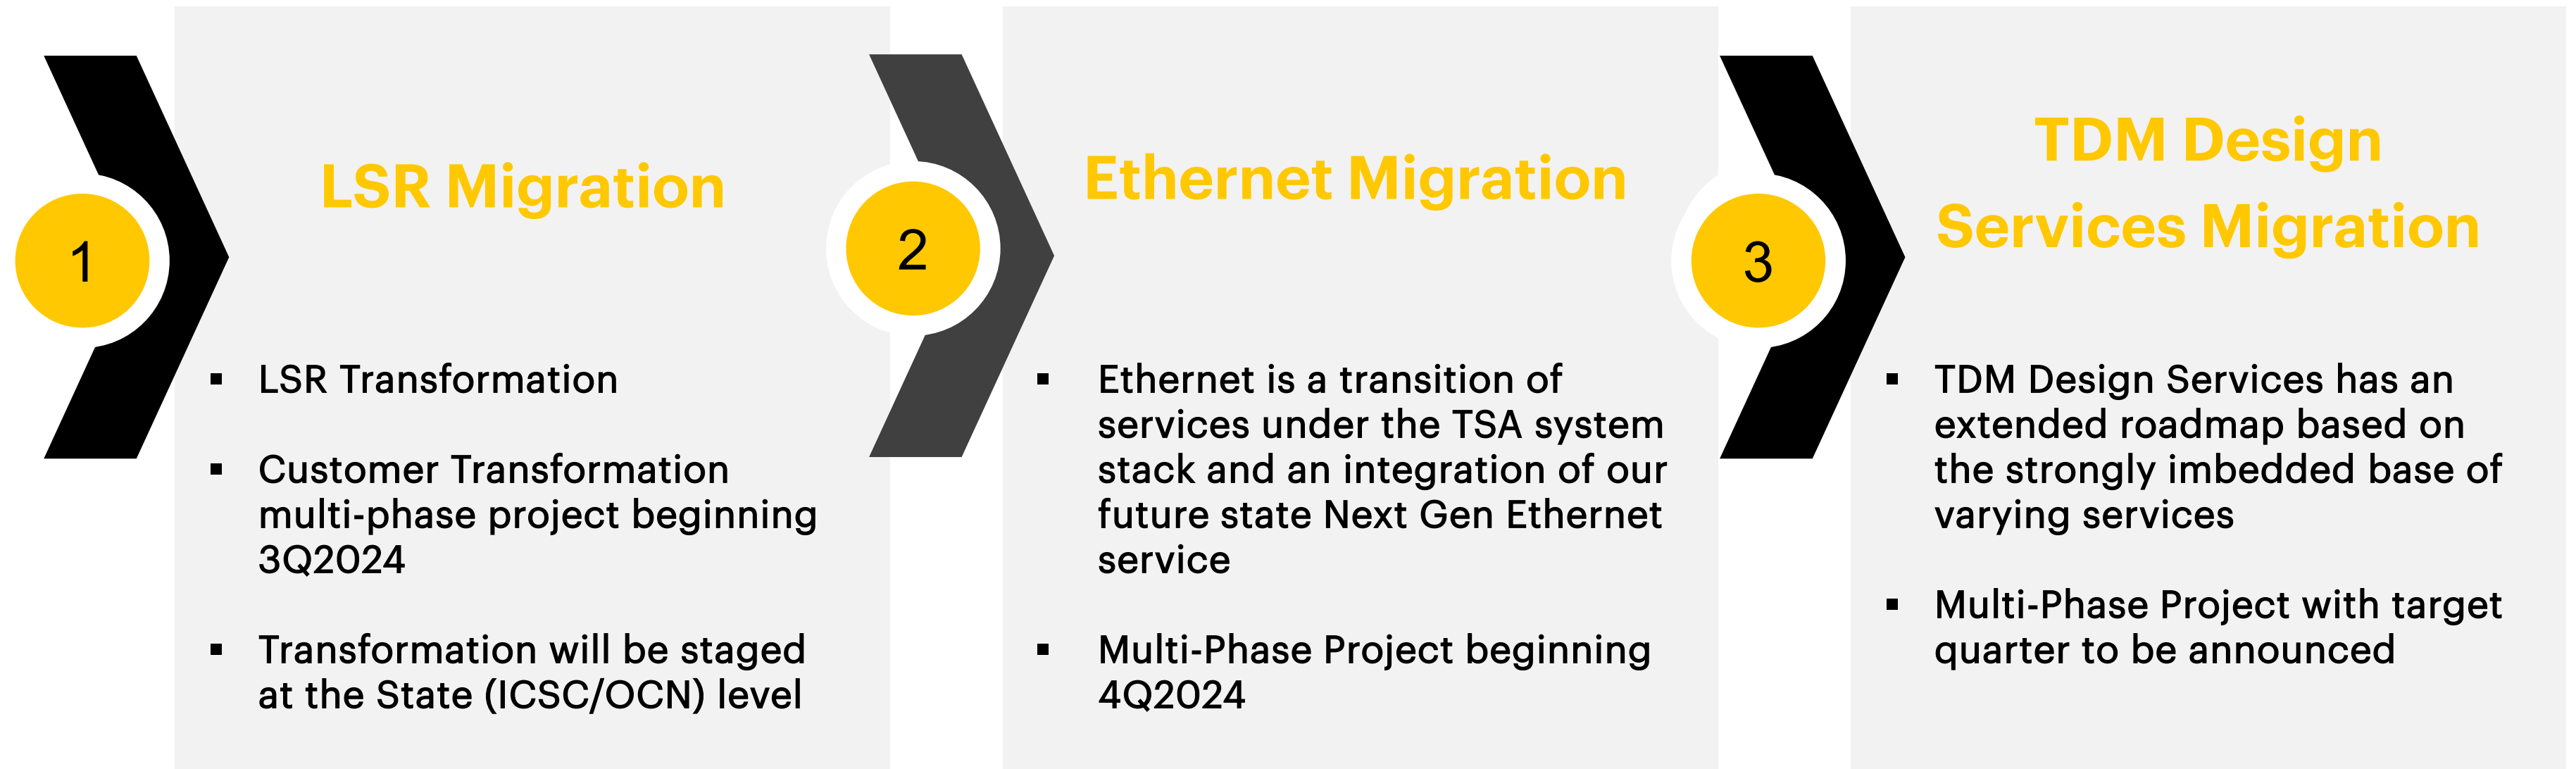 1
LSR Migration
▪ LSR Transformation
▪ Customer Transformation
multi-phase project beginning
3Q2024
▪ Transformation will be staged
at the State (ICSC/OCN) level
2
Ethernet Migration
▪ Ethernet is a transition of
services under the TSA system
stack and an integration of our
future state Next Gen Ethernet
service
▪ Multi-Phase Project beginning
4Q2024
3
TDM Design
Services Migration
▪ TDM Design Services has an
extended roadmap based on
the strongly imbedded base of
varying services
▪ Multi-Phase Project with target
quarter to be announced